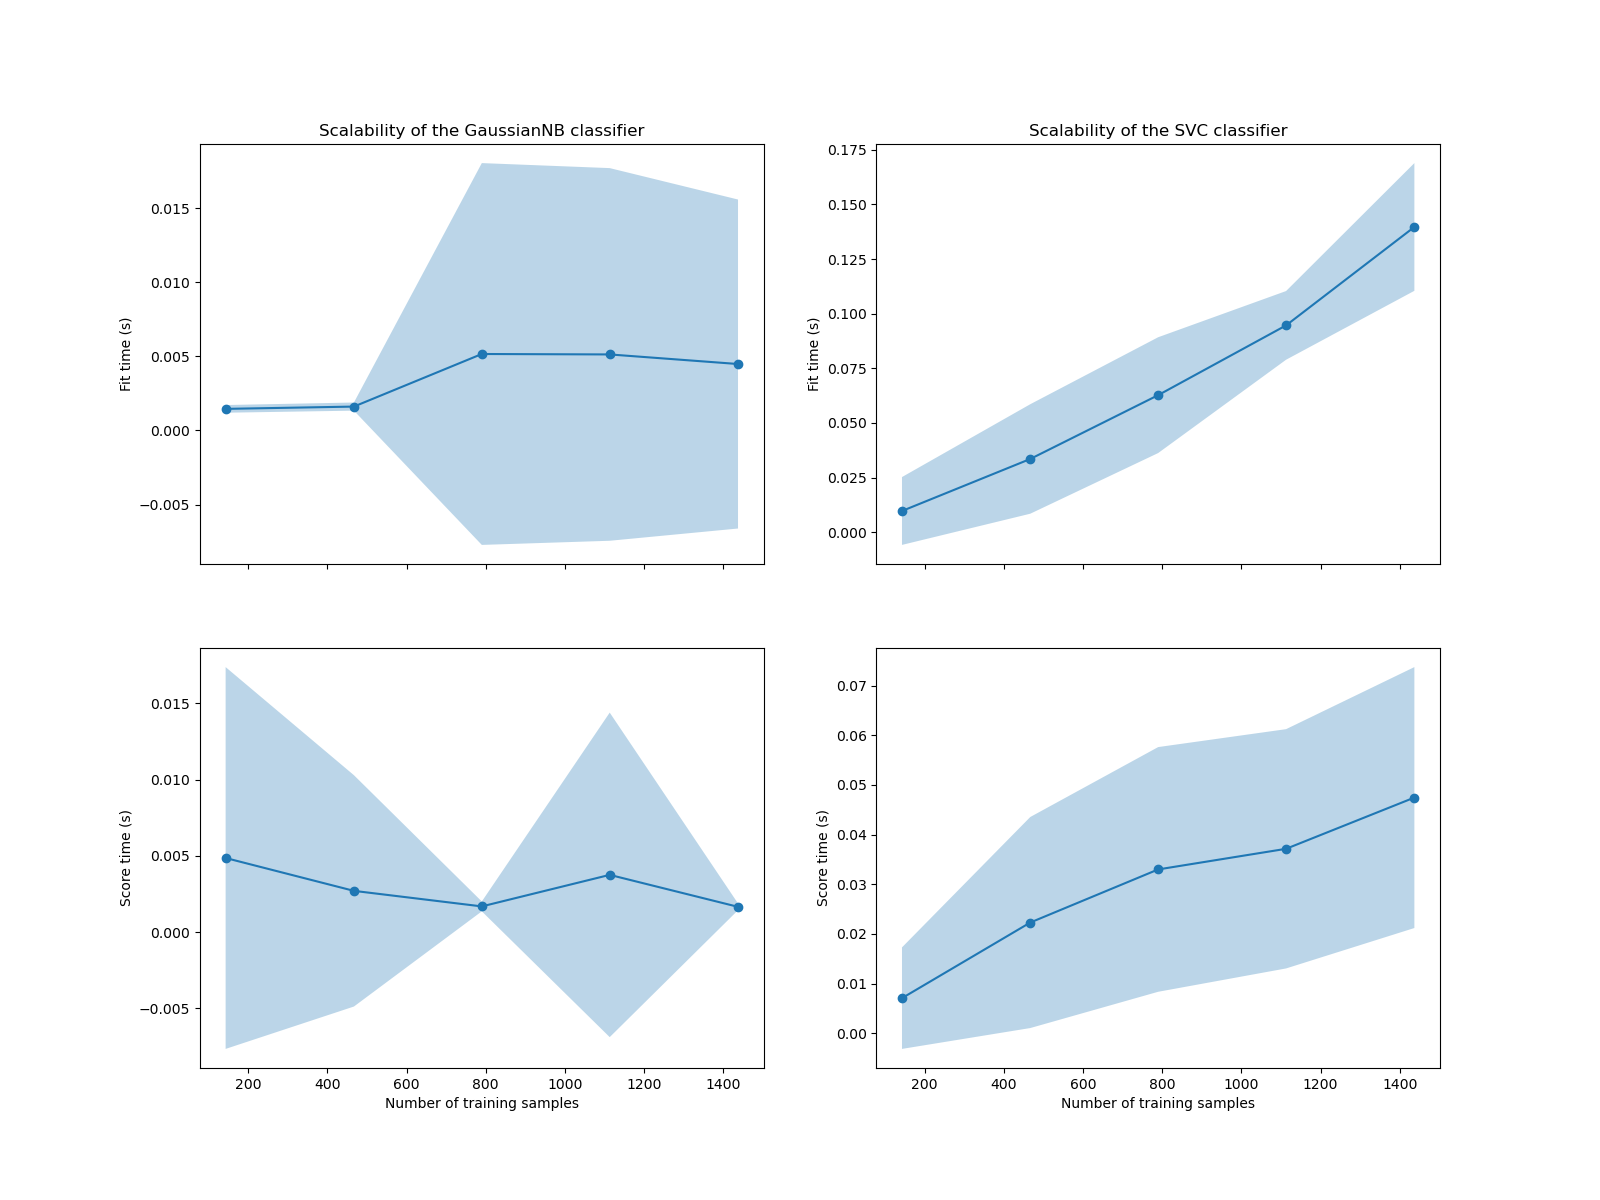 Scalability of the GaussianNB classifier
0.015
0.010
0.005
0.000
−0.005
Fit time (s)
Scalability of the SVC classifier
0.175
0.150
0.125
0.100
0.075
0.050
0.025
0.000
Fit time (s)
0.015
0.010
0.005
0.000
−0.005
Score time (s)
200 400 600 800 1000 1200 1400
Number of training samples
0.07
0.06
0.05
0.04
0.03
0.02
0.01
0.00
Score time (s)
200 400 600 800 1000 1200 1400
Number of training samples